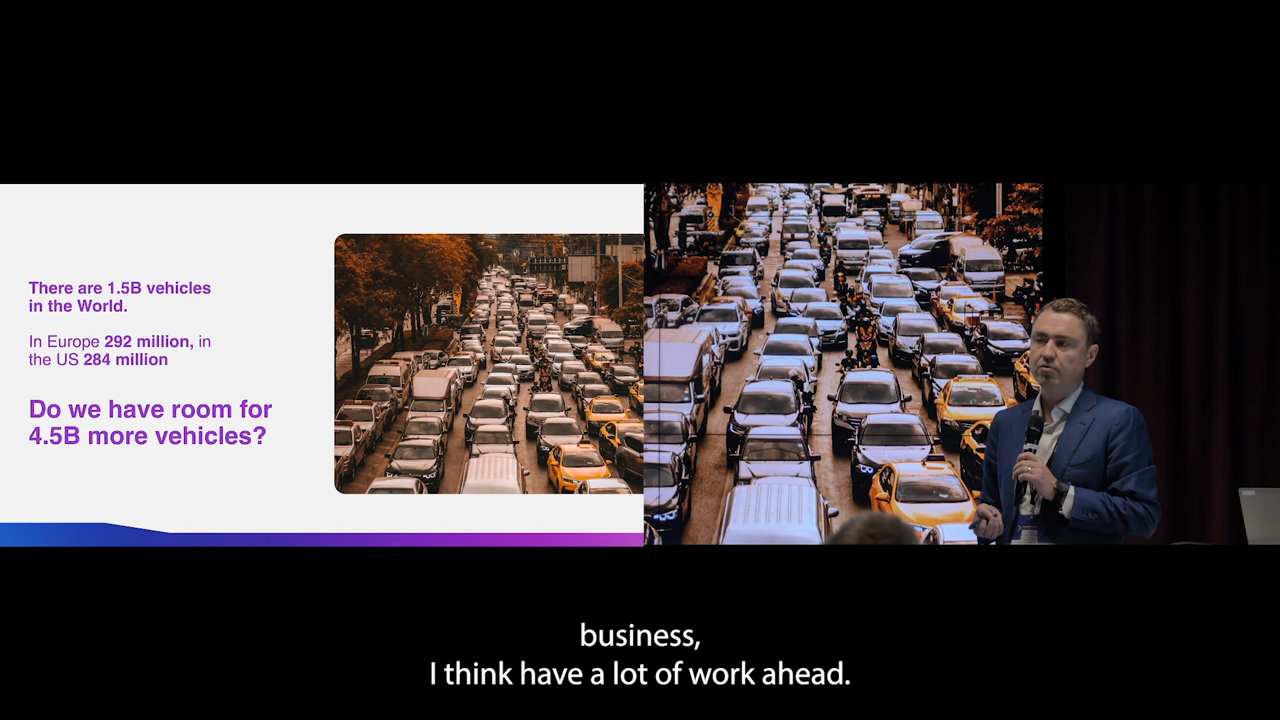 There are 1.5B vehicles
in the World.
In Europe 292 million, in
the US 284 million
Do we have room for
4.5B more vehicles?
business,
I think have a lot of work ahead.